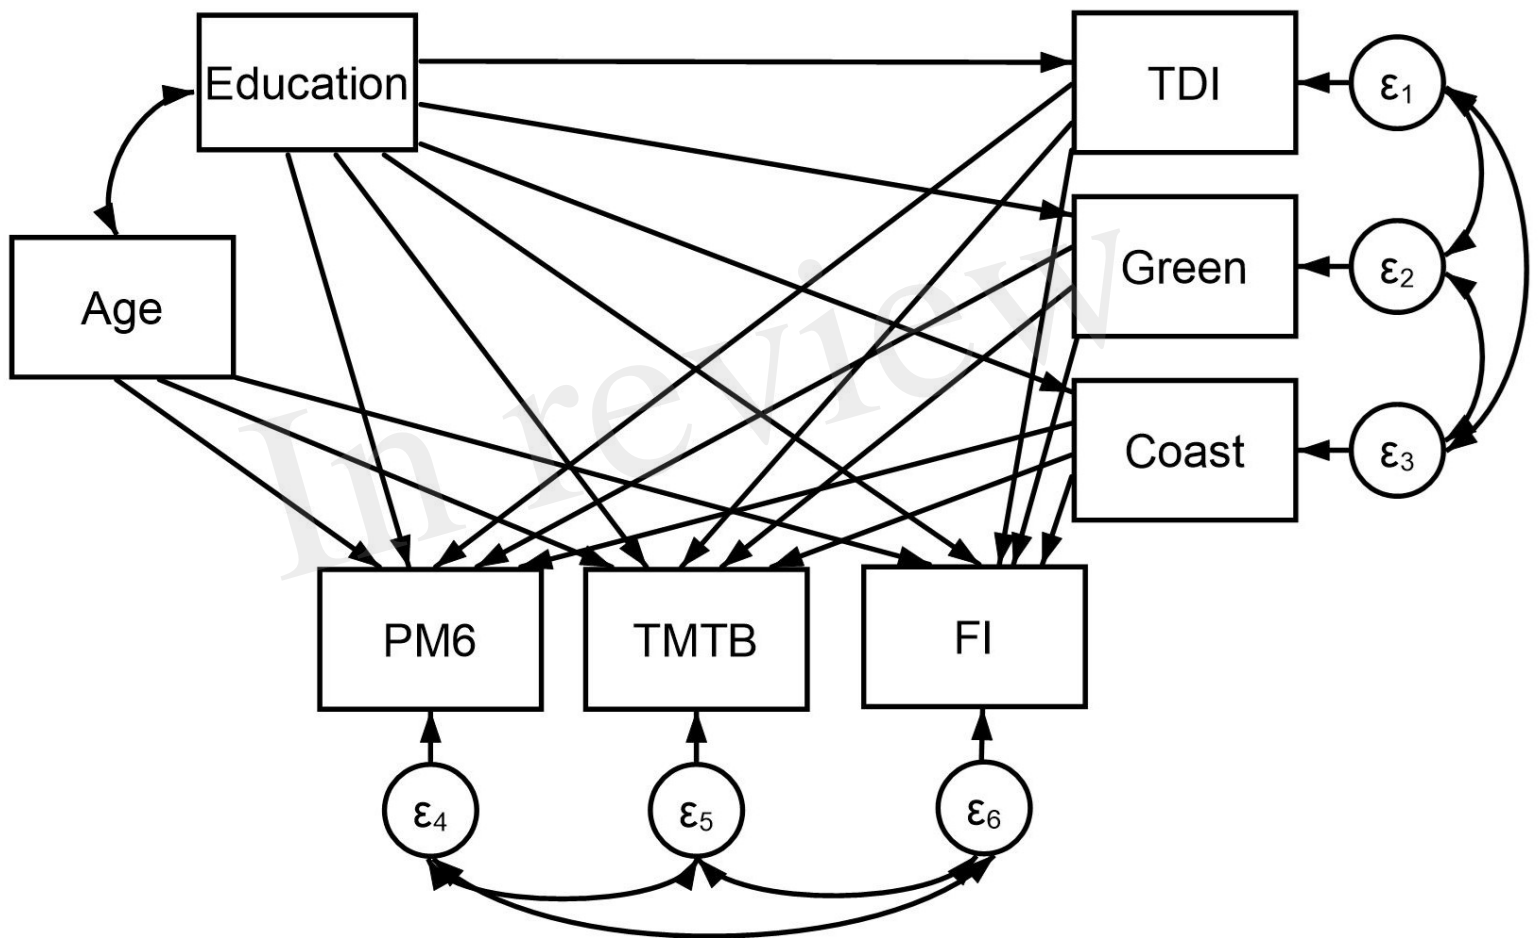 Education
TDI
ε1
Green
ε2
Age
Coast
ε3
In review
PM6
TMTB
FI
ε4
ε5
ε6